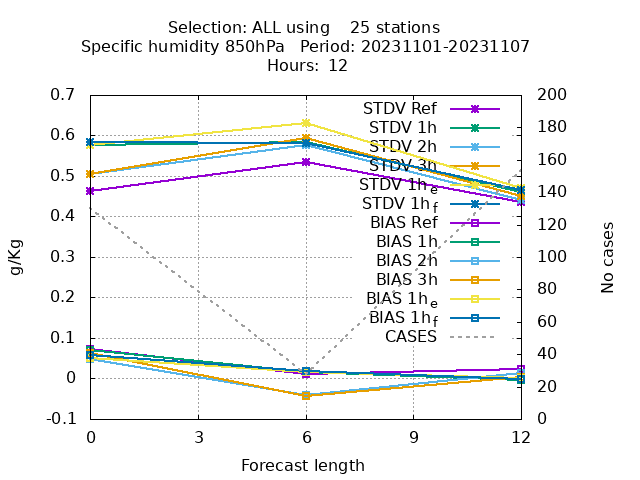 Selection: ALL using 25 stations
Specific humidity 850hPa Period: 20231101-20231107
Hours: 12
0.7
0.6
0.5
0.4
0.3
0.2
0.1
0
-0.1
g/Kg
STDV Ref
STDV 1h
STDV 2h
STDV 3h
STDV 1he
STDV 1hf
BIAS Ref
BIAS 1h
BIAS 2h
BIAS 3h
BIAS 1he
BIAS 1hf
CASES
200
180
160
140
120
100
80
60
40
20
0
No cases
0 3 6 9 12
Forecast length